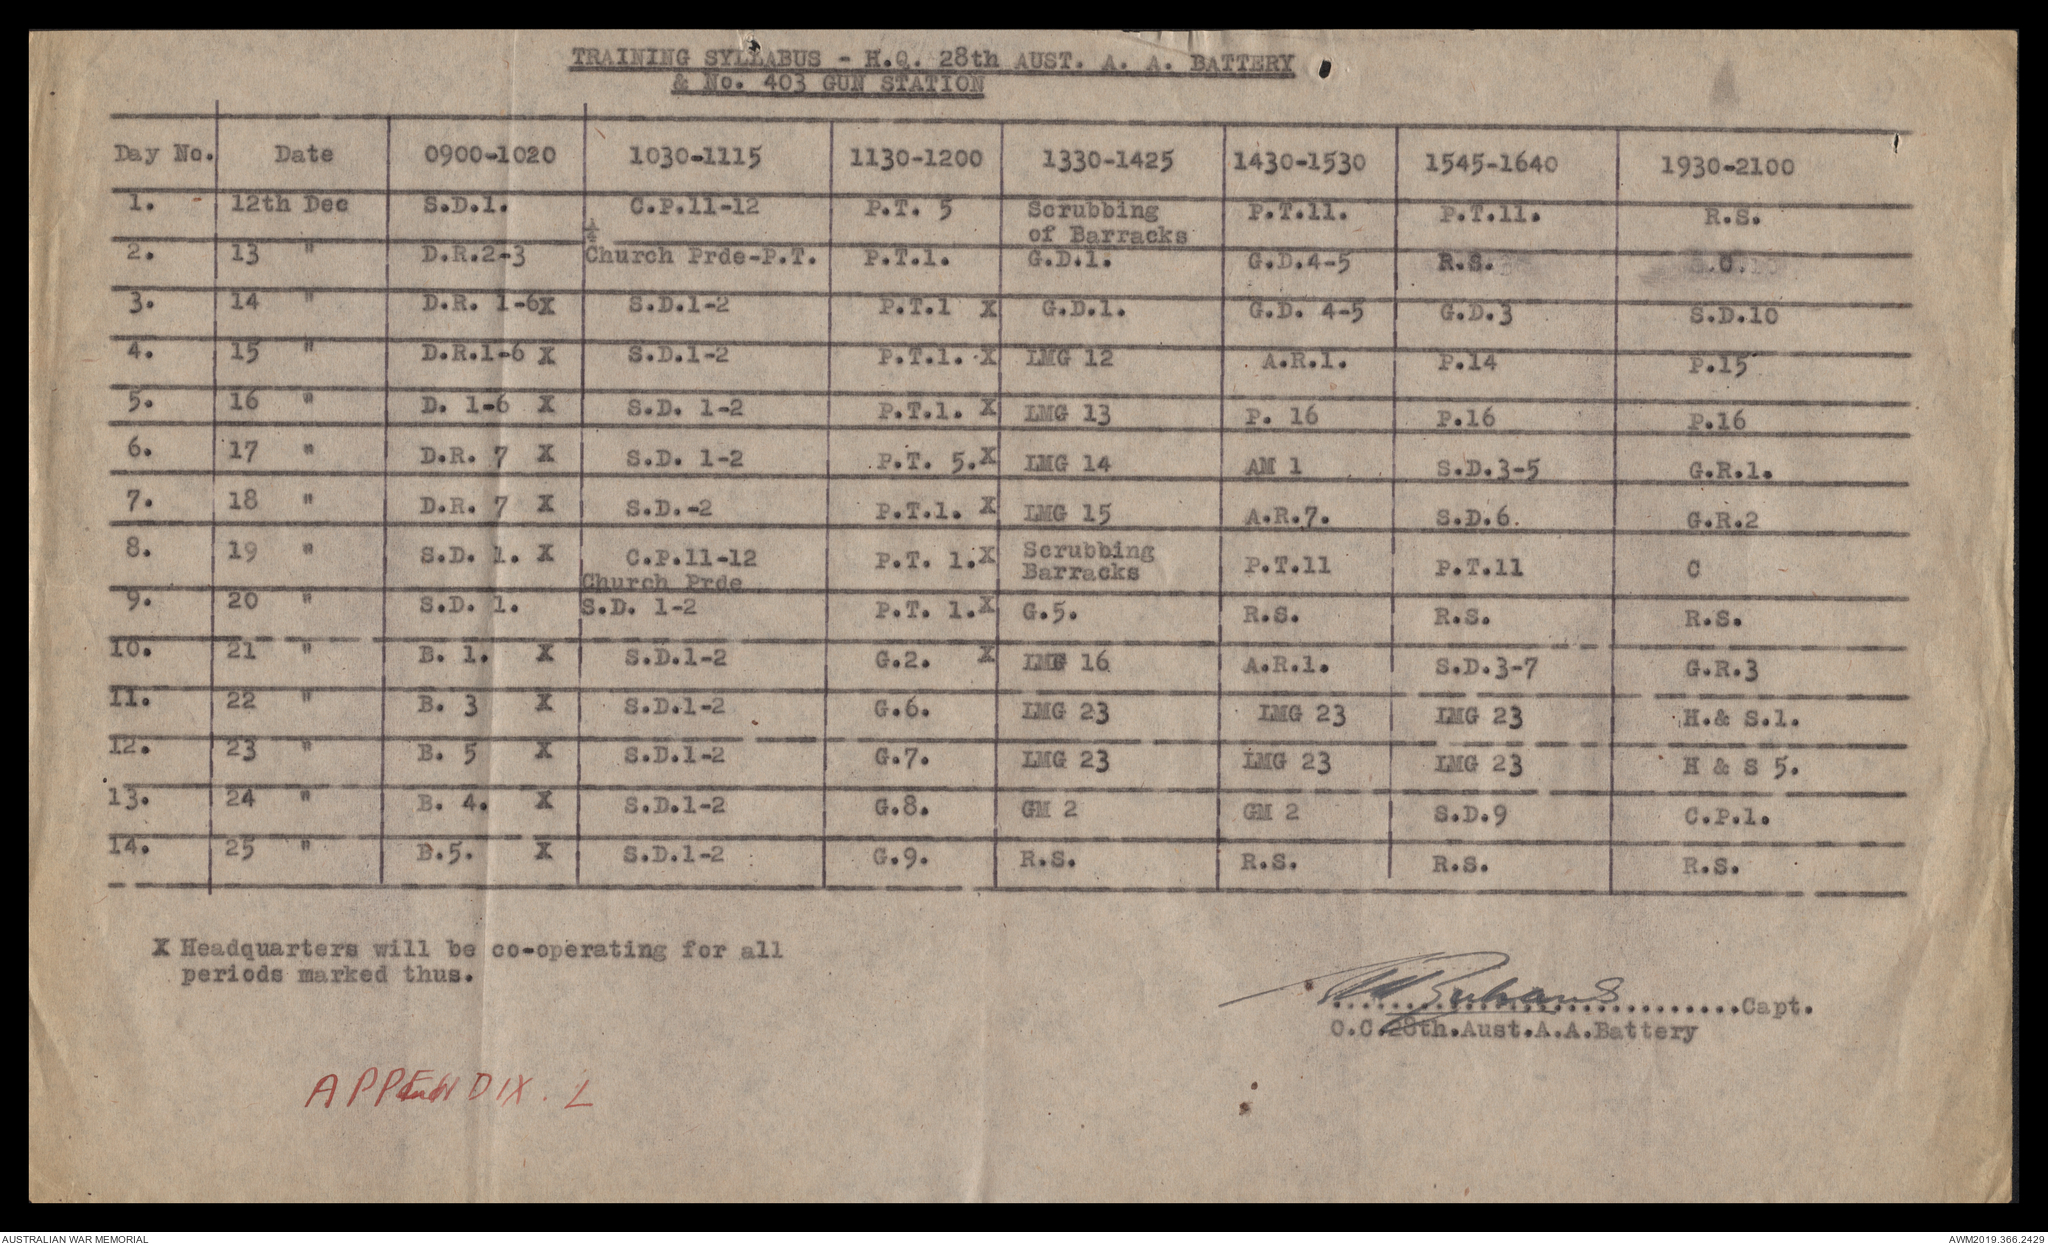 TRAINING SYLLABUS - H.Q. 28th AUST. A. A. BATTERY
& No. 403 GUN STATION
Day No. Date 0900-1020 1030-1115 1130-1200 1330-1425 1430-1530 1545-1640 1930-2100
1. 12th Dec S.D.1. C.P.11-12 P.T. 5 Scrubbing of Barracks P.T.11. P.T.11. R.S.
2. 13 " D.R.2-3 Church Prde-P.T. P.T.1. G.D.1. G.D.4-5 R.S.
3. 14 " D.R. 1-6X S.D.1-2 P.T.1 X G.D.1. G.D. 4-5 G.D.3 S.D.10
4. 15 " D.R.1-6 X S.D.1-2 P.T.1. X LMG 12 A.R.1. P.14 P.15
5. 16 " D. 1-6 X S.D. 1-2 P.T.1. X LMG 13 P. 16 P.16 P.16
6. 17 " D.R. 7 X S.D. 1-2 P.T. 5.X LMG 14 AM 1 S.D.3-5 G.R.1.
7. 18 " D.R. 7 X S.D.-2 P.T.1. X LMG 15 A.R.7. S.D.6. G.R.2
8. 19 " S.D. 1. X C.P.11-12 P.T. 1.X Scrubbing Barracks P.T.11 P.T.11 C
9. 20 " S.D. 1. Church Prde S.D. 1-2 P.T. 1.X G.5. R.S. R.S. R.S.
10. 21 " B. 1. X S.D.1-2 G.2. X LMG 16 A.R.1. S.D.3-7 G.R.3
11. 22 " B. 3 X S.D.1-2 G.6. LMG 23 LMG 23 LMG 23 H.& S.1.
12. 23 " B. 5 X S.D.1-2 G.7. LMG 23 LMG 23 LMG 23 H & S 5.
13. 24 " B. 4. X S.D.1-2 G.8. GM 2 GM 2 S.D.9 C.P.1.
14. 25 " B.5. X S.D.1-2 G.9. R.S. R.S. R.S. R.S.
X Headquarters will be co-operating for all
periods marked thus.
Capt.
O.C.28th.Aust.A.A.Battery
APPENDIX. L
AUSTRALIAN WAR MEMORIAL
AWM2019.366.2429